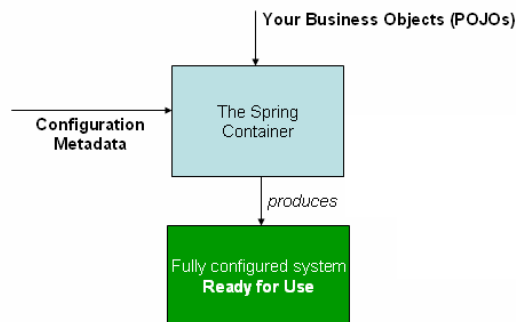 Your Business Objects (POJOs)
The Spring
Container
Configuration
Metadata
produces
Fully configured system
Ready for Use